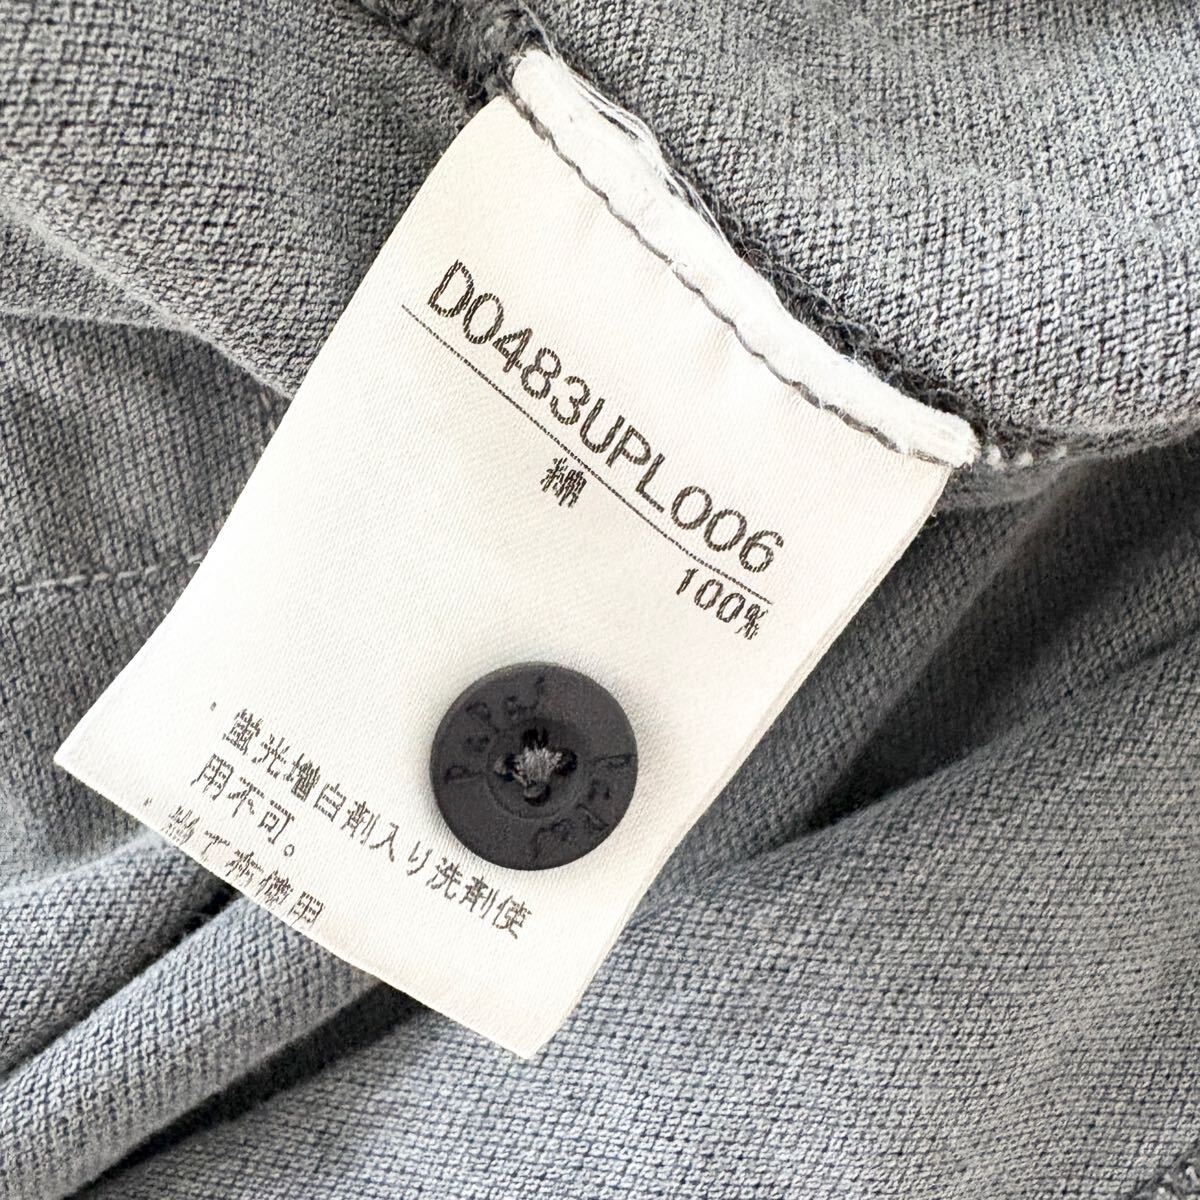 D0483UPL006
綿 100%
・蛍光増白剤入り洗剤使
用不可。